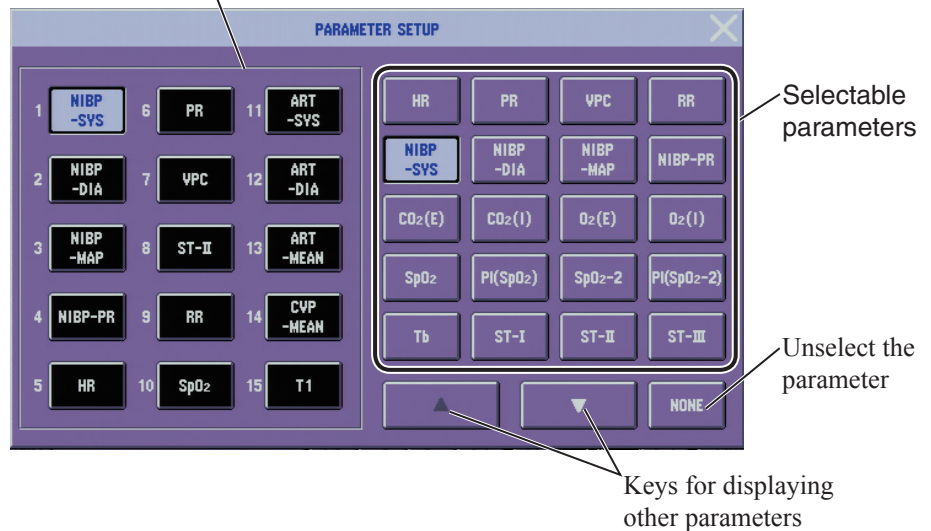 PARAMETER SETUP
1 NIBP
-SYS
6 PR
11 ART
-SYS
2 NIBP
-DIA
7 VPC
12 ART
-DIA
3 NIBP
-MAP
8 ST-II
13 ART
-MEAN
4 NIBP-PR
9 RR
14 CVP
-MEAN
5 HR
10 SpO2
15 T1
HR PR VPC RR
NIBP
-SYS
NIBP
-DIA
NIBP
-MAP
NIBP-PR
CO2(E) CO2(I) O2(E) O2(I)
SpO2 PI(SpO2) SpO2-2 PI(SpO2-2)
Tb ST-I ST-II ST-III
▲ ▼ NONE
Selectable
parameters
Unselect the
parameter
Keys for displaying
other parameters